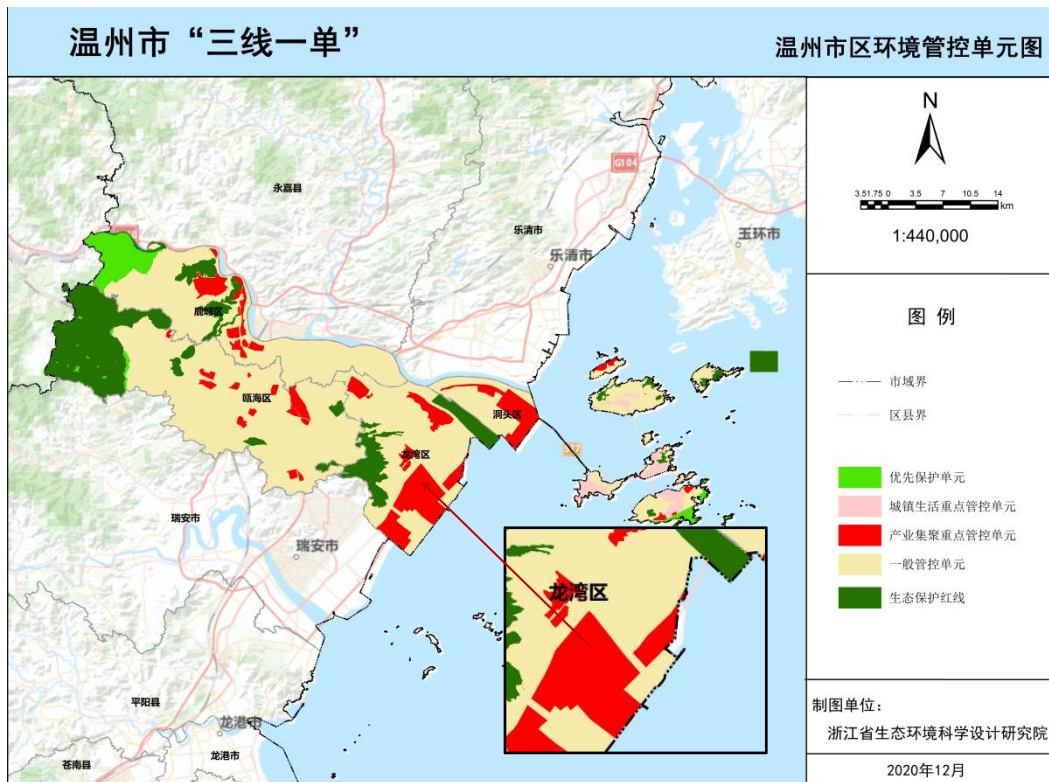 温州市“三线一单”
温州市区环境管控单元图
N
3.51.75 0 3.5 7 10.5 14
km
1:440,000
图 例
市域界
区县界
优先保护单元
城镇生活重点管控单元
产业集聚重点管控单元
一般管控单元
生态保护红线
制图单位：
浙江省生态环境科学设计研究院
2020年12月
G104
永嘉县
乐清市
乐清市
玉环市
鹿城区
瓯海区
洞头区
龙湾区
瑞安市
瑞安市
龙湾区
平阳县
龙港市
龙港市
苍南县